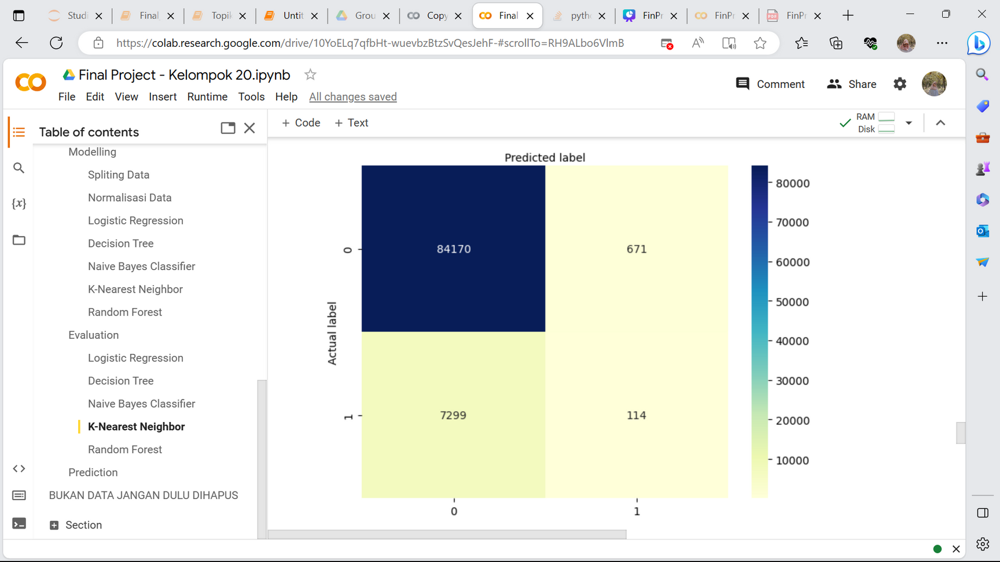 Studi
Final
Topik
Untit
Grou
Copy
Final
pytho
FinPr
FinPr
FinPr
https://colab.research.google.com/drive/10YoELq7qfbHt-wuevbzBtzSvQesJehF-#scrollTo=RH9ALbo6VlmB
Final Project - Kelompok 20.ipynb
File Edit View Insert Runtime Tools Help All changes saved
Comment
Share
Table of contents
+ Code + Text
RAM
Disk
Modelling
Spliting Data
Normalisasi Data
Logistic Regression
Decision Tree
Naive Bayes Classifier
K-Nearest Neighbor
Random Forest
Evaluation
Logistic Regression
Decision Tree
Naive Bayes Classifier
K-Nearest Neighbor
Random Forest
Prediction
BUKAN DATA JANGAN DULU DIHAPUS
Section
Predicted label
Actual label
0
1
84170
671
7299
114
0
1
80000
70000
60000
50000
40000
30000
20000
10000